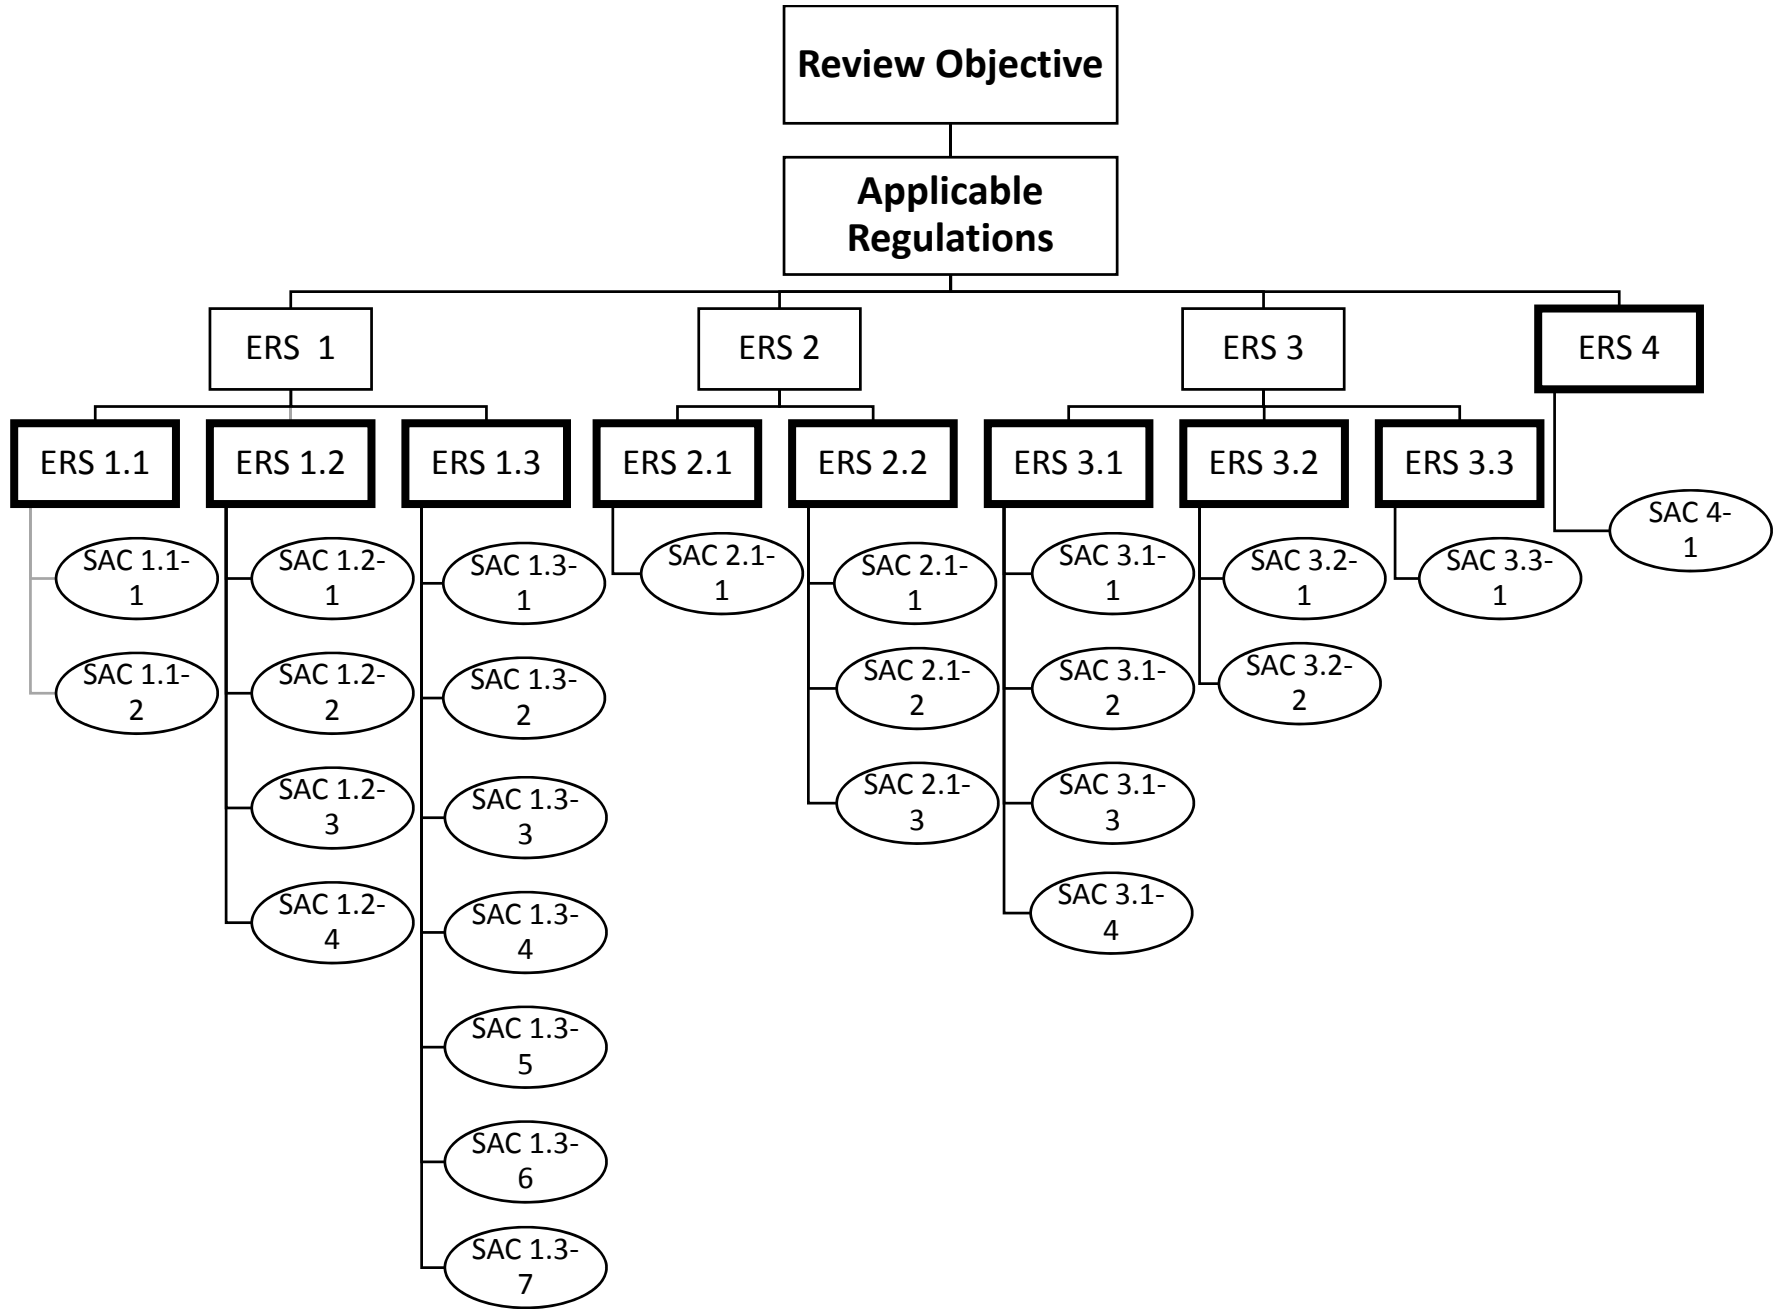 Review Objective
Applicable
Regulations
ERS  1
ERS 2
ERS 3
ERS 4
ERS 1.1
ERS 1.2
ERS 1.3
ERS 2.1
ERS 2.2
ERS 3.1
ERS 3.2
ERS 3.3
SAC 1.1-
1
SAC 1.1-
2
SAC 1.2-
1
SAC 1.2-
2
SAC 1.2-
3
SAC 1.2-
4
SAC 1.3-
1
SAC 1.3-
2
SAC 1.3-
3
SAC 1.3-
4
SAC 1.3-
5
SAC 1.3-
6
SAC 1.3-
7
SAC 2.1-
1
SAC 2.1-
1
SAC 2.1-
2
SAC 2.1-
3
SAC 3.1-
1
SAC 3.1-
2
SAC 3.1-
3
SAC 3.1-
4
SAC 3.2-
1
SAC 3.2-
2
SAC 3.3-
1
SAC 4-
1